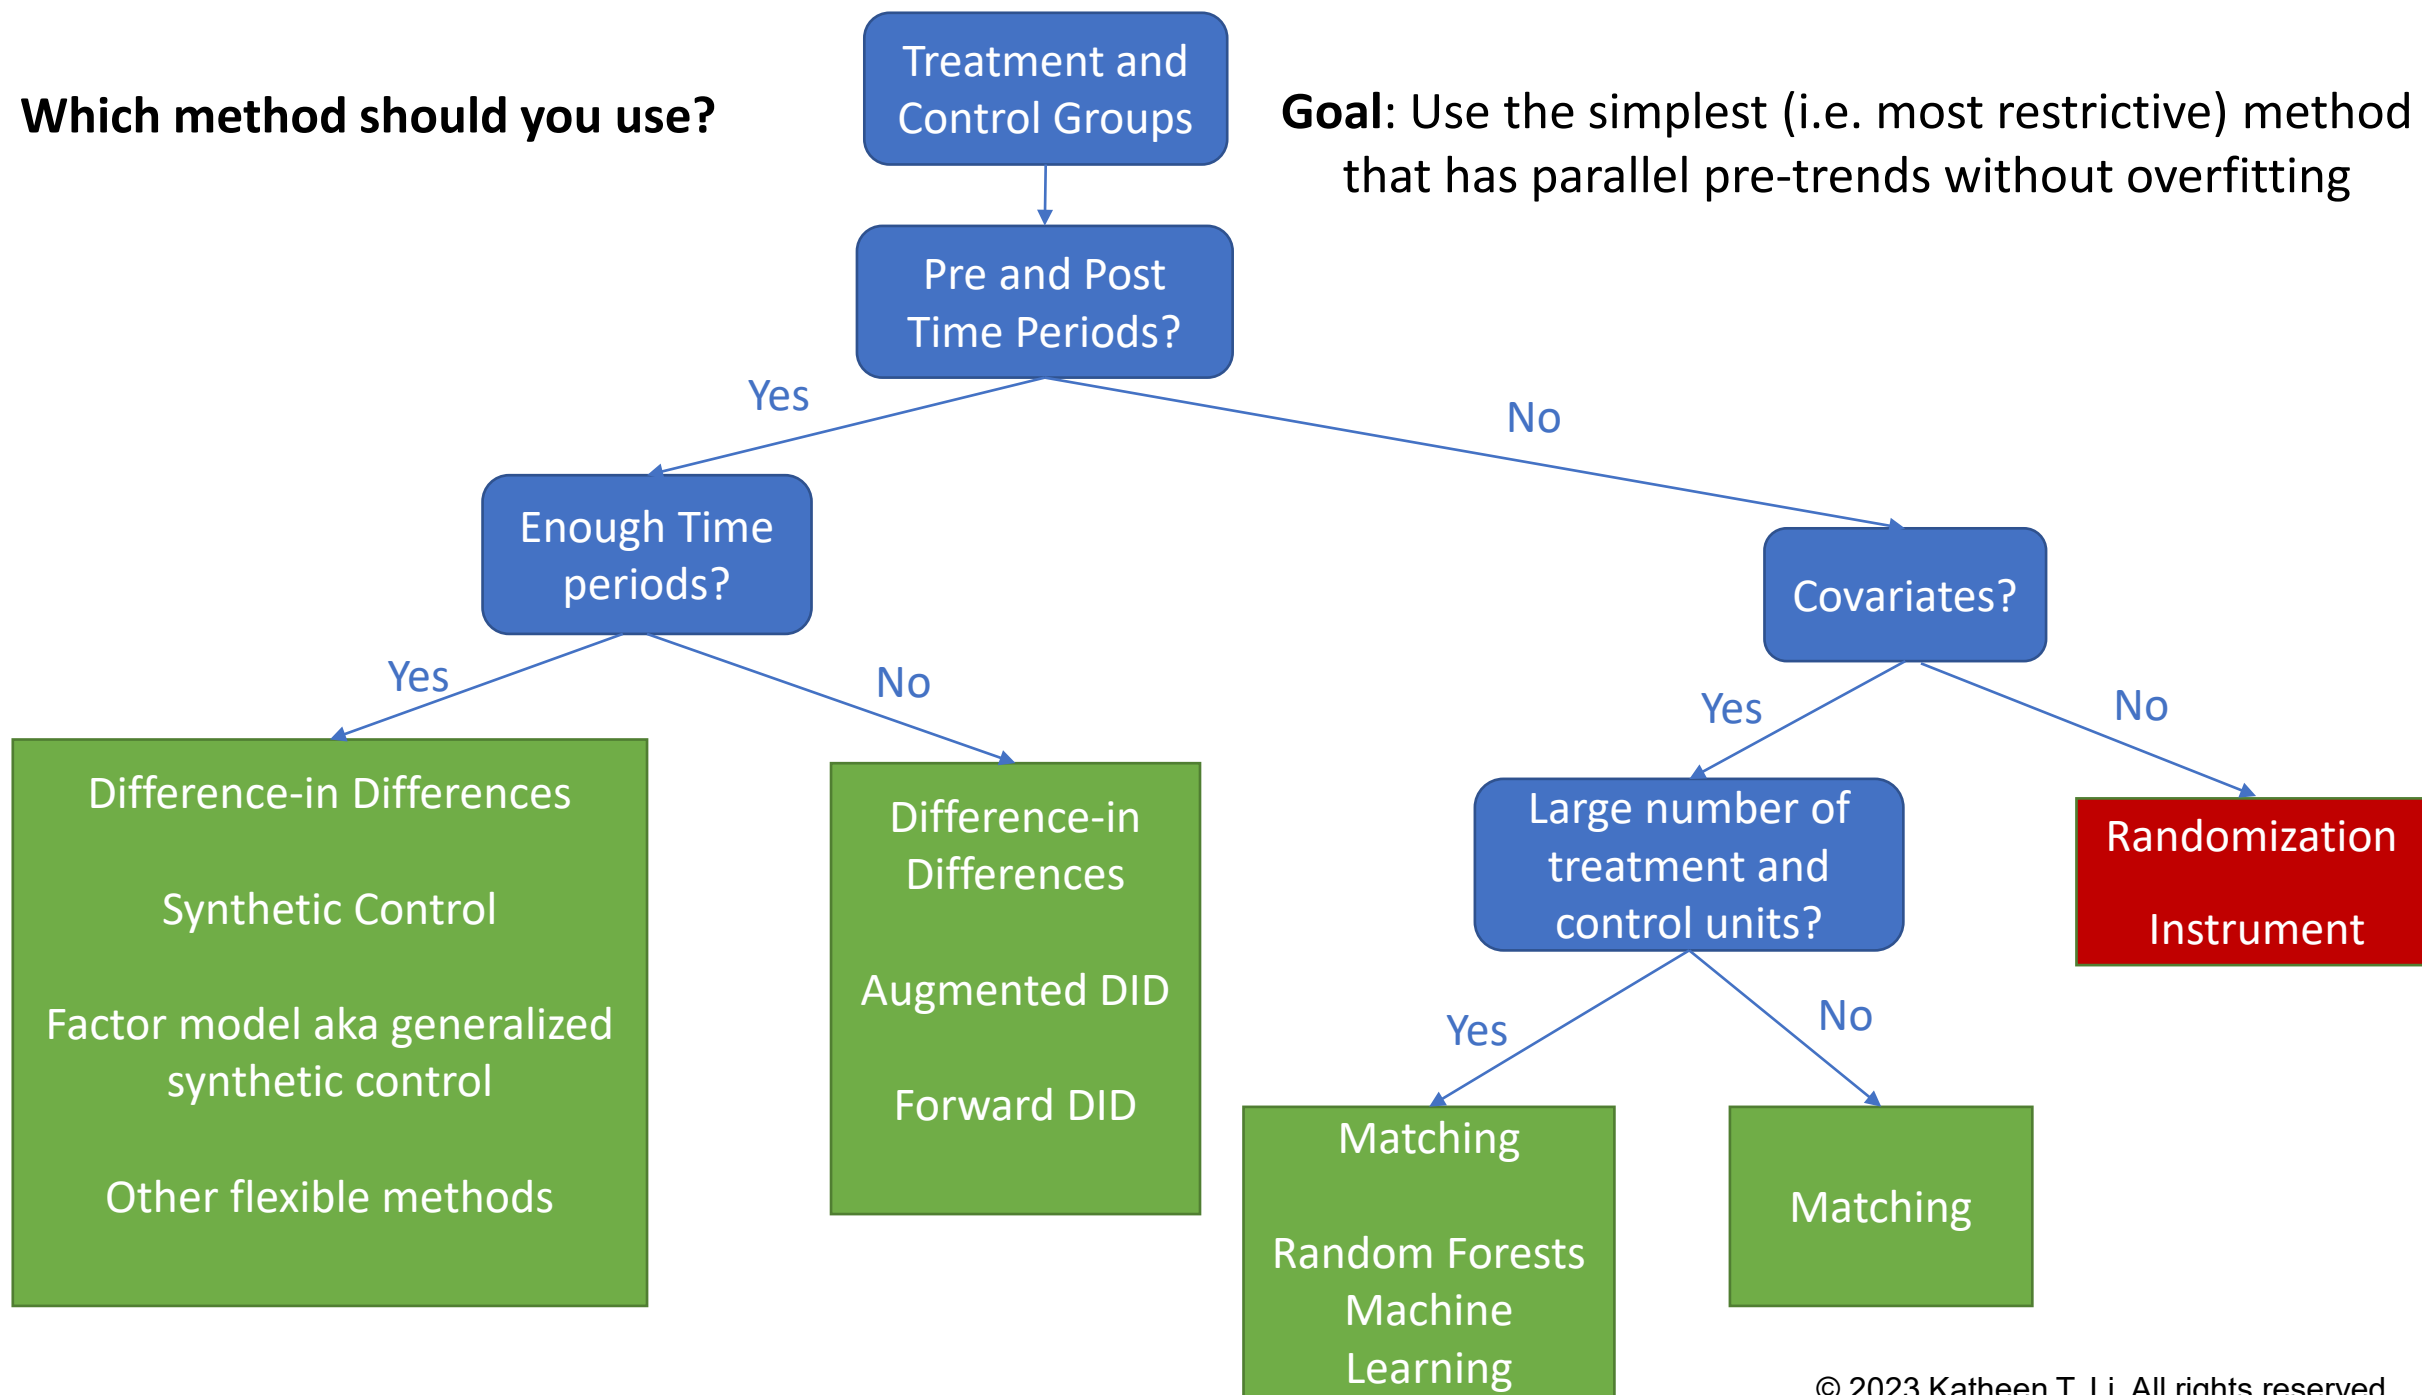 Which method should you use?
Treatment and
Control Groups
Goal: Use the simplest (i.e. most restrictive) method
that has parallel pre-trends without overfitting
Pre and Post
Time Periods?
Yes
No
Enough Time
periods?
Covariates?
Yes
No
Yes
No
Difference-in Differences
Synthetic Control
Factor model aka generalized
synthetic control
Other flexible methods
Difference-in
Differences
Augmented DID
Forward DID
Large number of
treatment and
control units?
Randomization
Instrument
Yes
No
Matching
Random Forests
Machine
Learning
Matching
© 2023 Katheen T. Li. All rights reserved